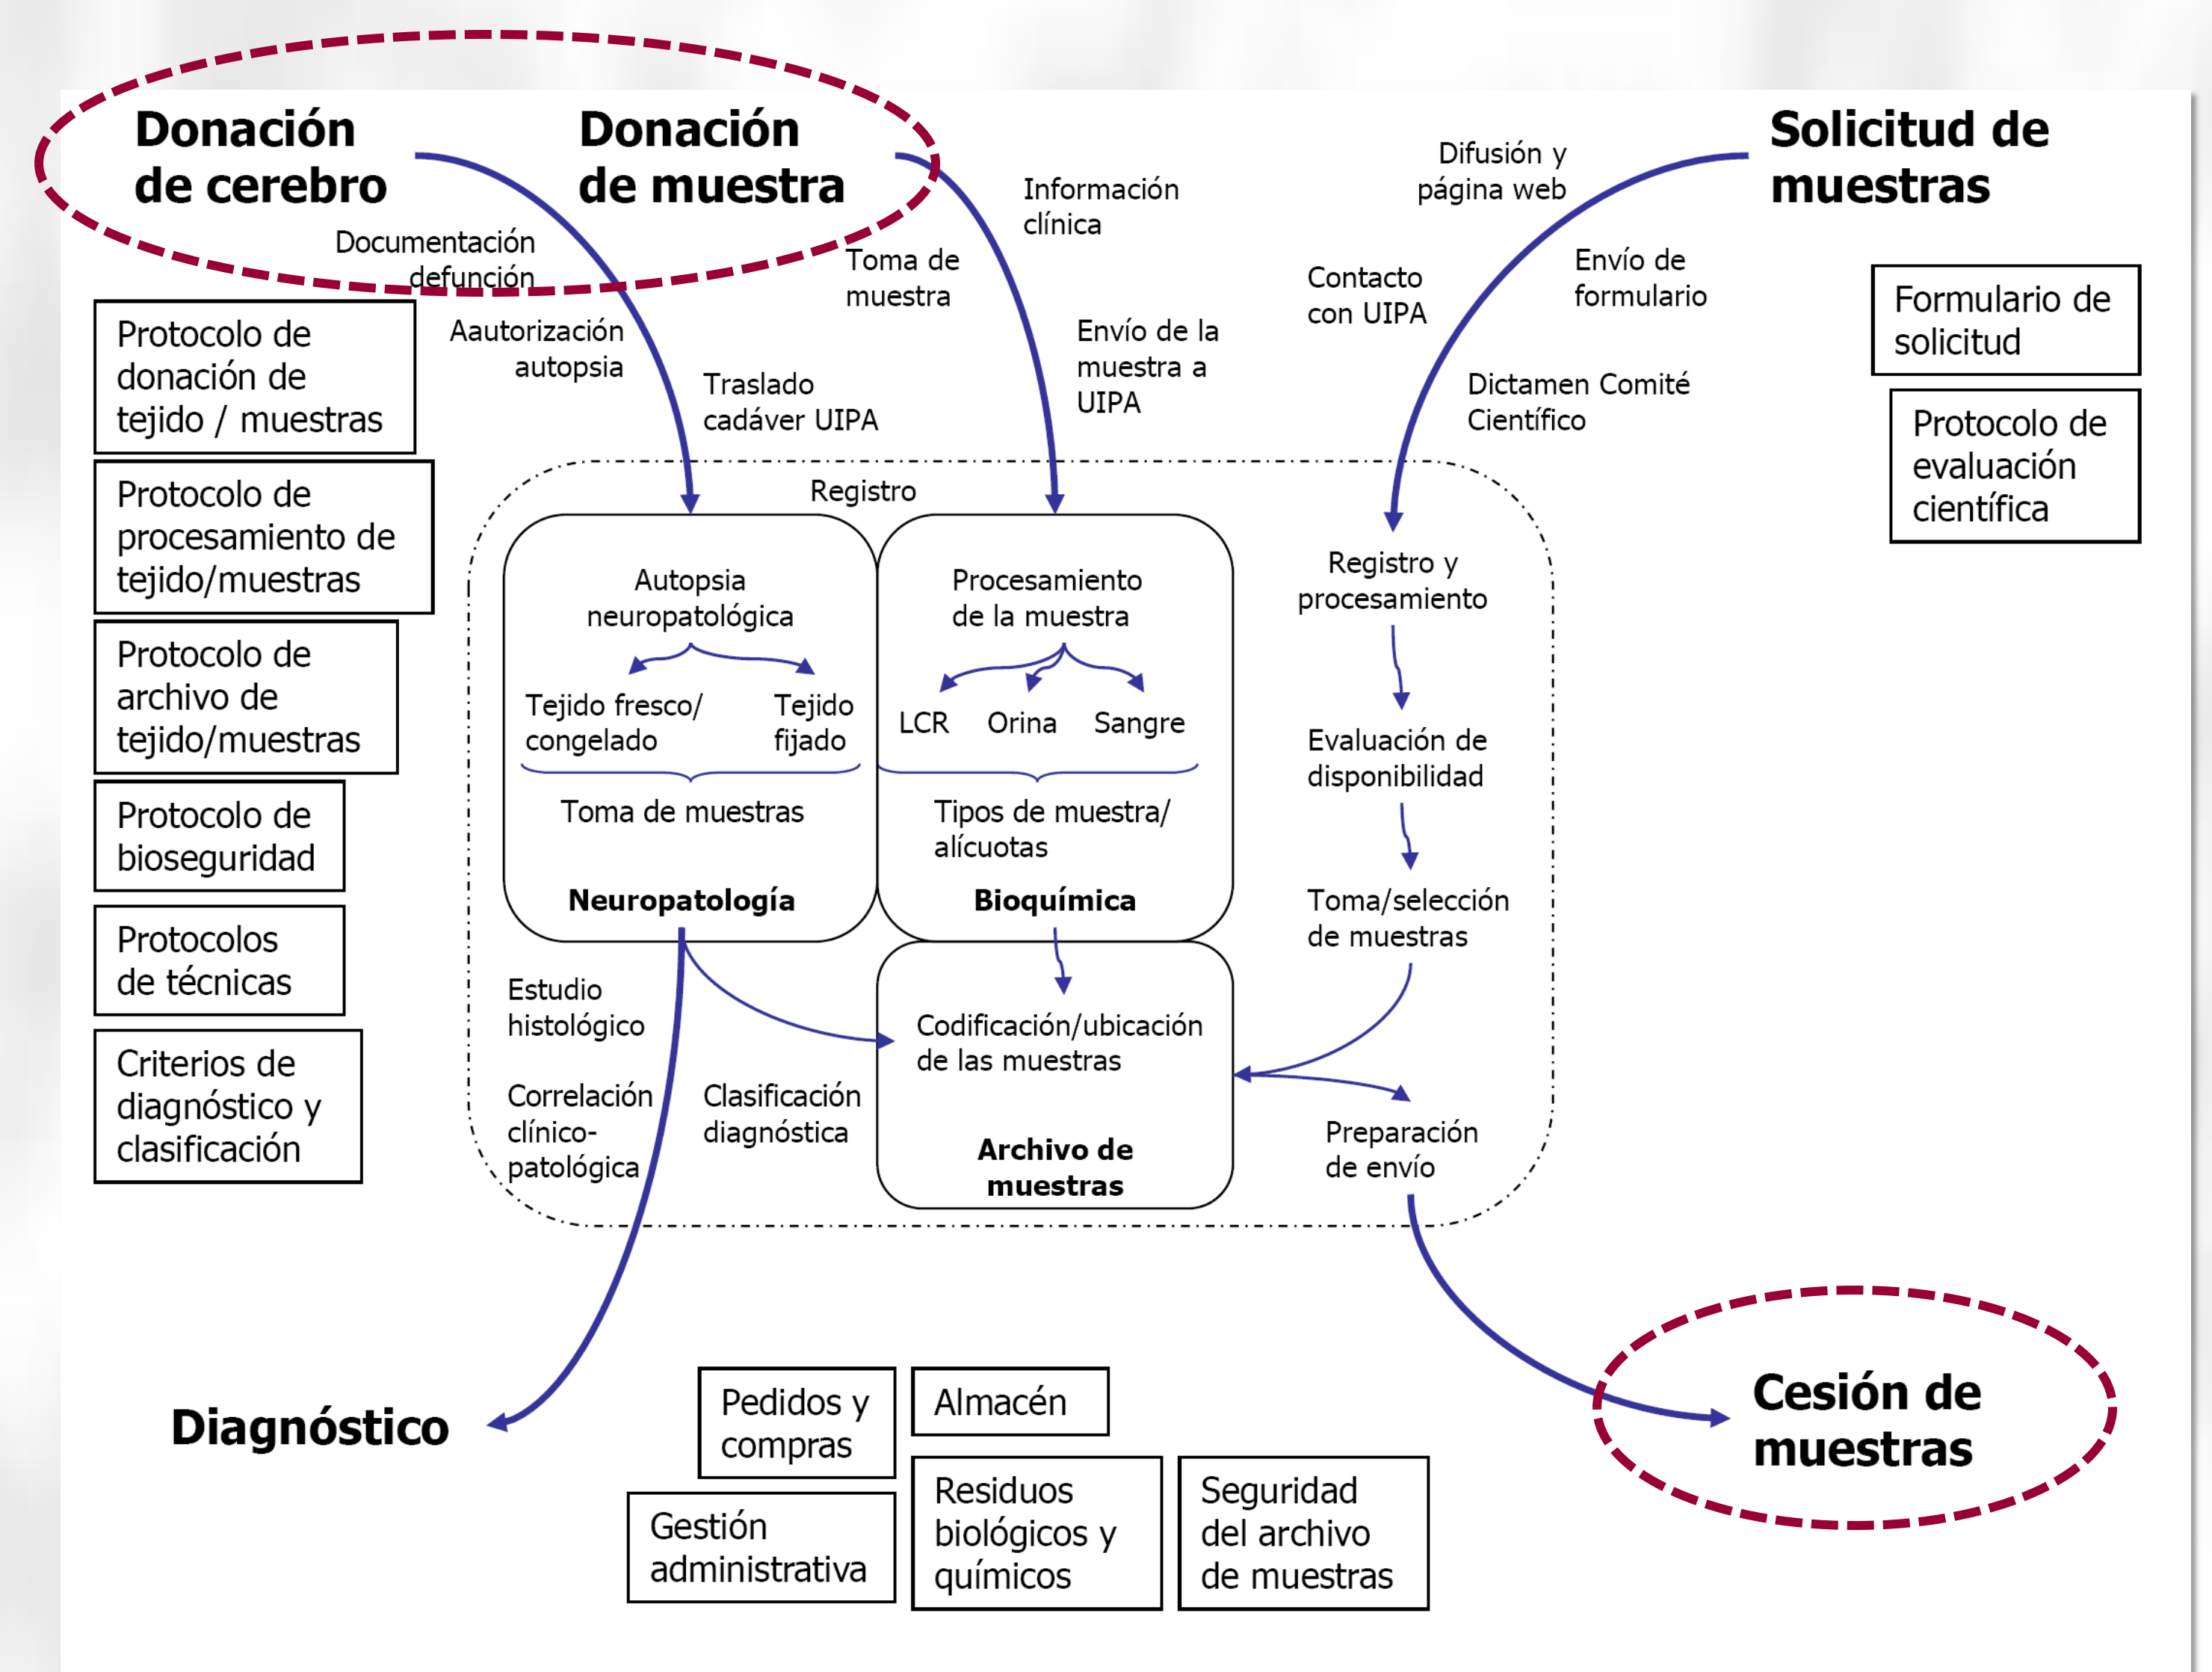 Donación
de cerebro
Donación
de muestra
Solicitud de
muestras
Documentación
defunción
Aautorización
autopsia
Traslado
cadáver UIPA
Información
clínica
Toma de
muestra
Envío de la
muestra a
UIPA
Difusión y
página web
Contacto
con UIPA
Envío de
formulario
Dictamen Comité
Científico
Formulario de
solicitud
Protocolo de
evaluación
científica
Protocolo de
donación de
tejido / muestras
Protocolo de
procesamiento de
tejido/muestras
Protocolo de
archivo de
tejido/muestras
Protocolo de
bioseguridad
Protocolos
de técnicas
Criterios de
diagnóstico y
clasificación
Registro
Autopsia
neuropatológica
Tejido fresco/
congelado
Tejido
fijado
Toma de muestras
Neuropatología
Procesamiento
de la muestra
LCR
Orina
Sangre
Tipos de muestra/
alícuotas
Bioquímica
Registro y
procesamiento
Evaluación de
disponibilidad
Toma/selección
de muestras
Estudio
histológico
Correlación
clínico-
patológica
Clasificación
diagnóstica
Codificación/ubicación
de las muestras
Archivo de
muestras
Preparación
de envío
Diagnóstico
Pedidos y
compras
Almacén
Gestión
administrativa
Residuos
biológicos y
químicos
Seguridad
del archivo
de muestras
Cesión de
muestras